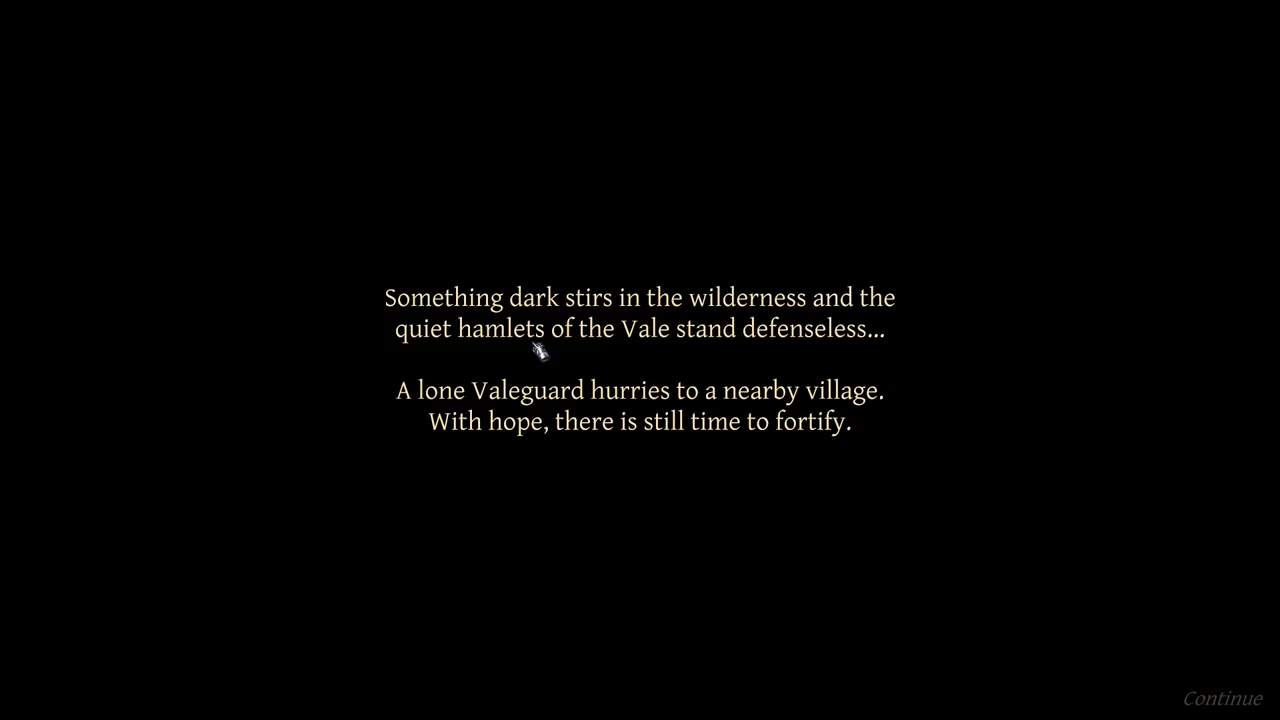 Something dark stirs in the wilderness and the
quiet hamlets of the Vale stand defenseless...
A lone Valeguard hurries to a nearby village.
With hope, there is still time to fortify.
Continue